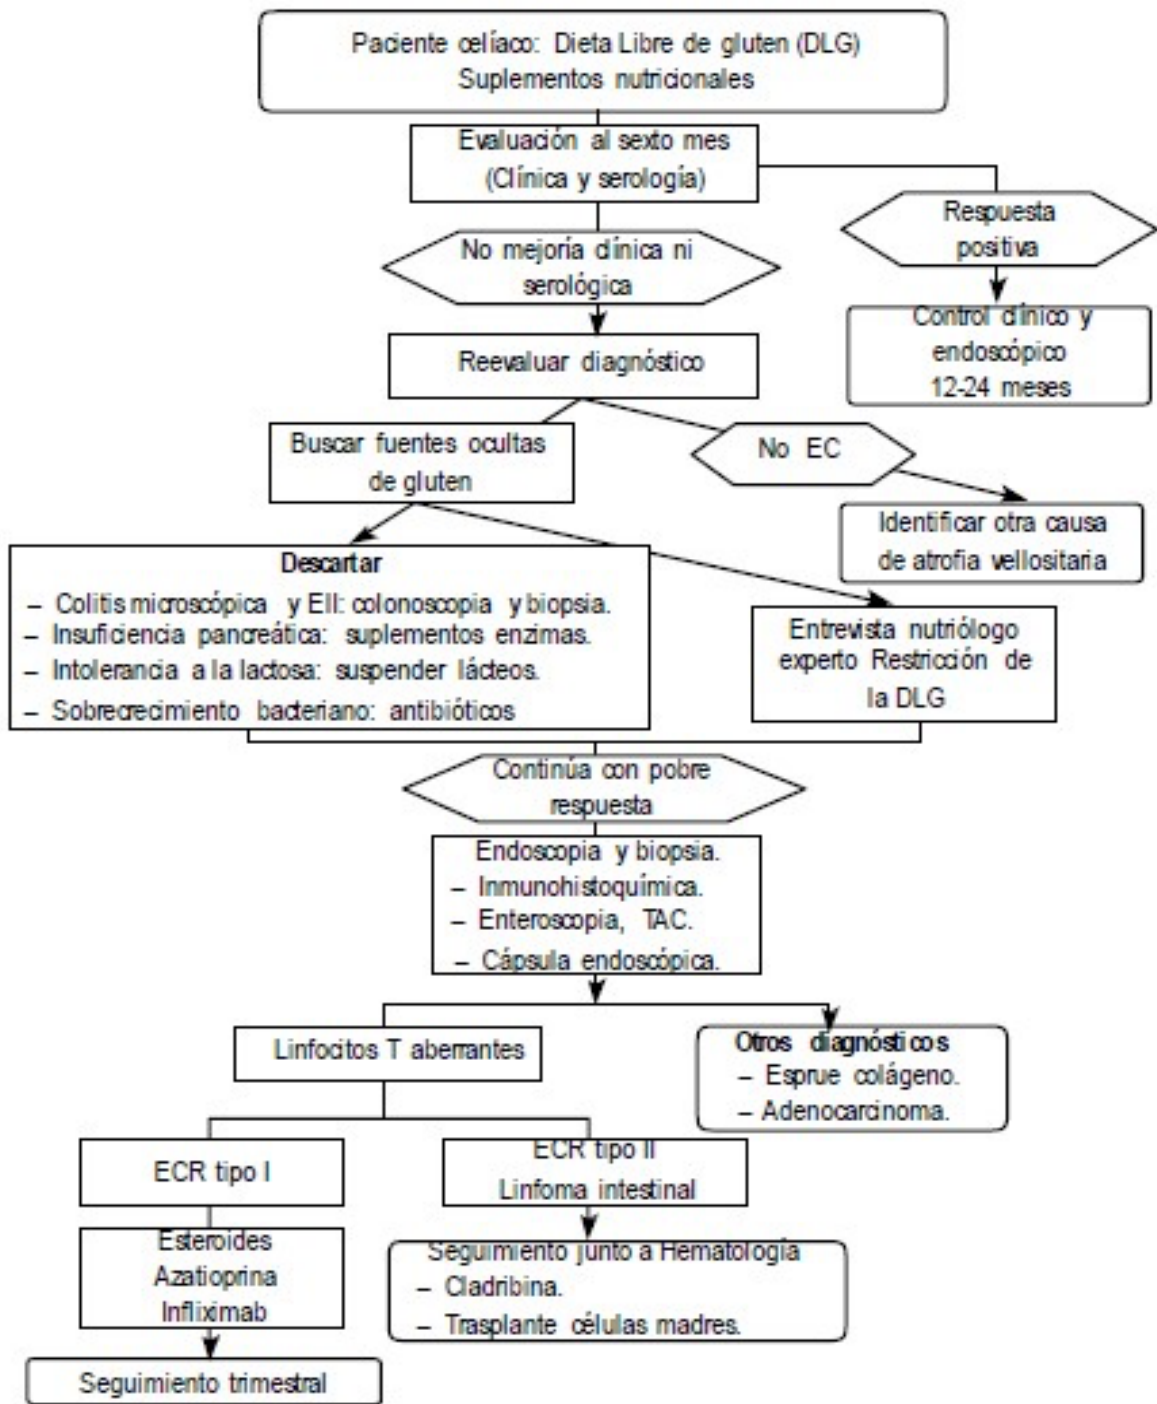 Paciente celíaco: Dieta Libre de gluten (DLG)
Suplementos nutricionales
Evaluación al sexto mes
(Clínica y serología)
Respuesta
positiva
No mejoría clínica ni
serológica
Control clínico y
endoscópico
12-24 meses
Reevaluar diagnóstico
Buscar fuentes ocultas
de gluten
No EC
Identificar otra causa
de atrofia vellositaria
Descartar
– Colitis microscópica y EII: colonoscopia y biopsia.
– Insuficiencia pancreática: suplementos enzimas.
– Intolerancia a la lactosa: suspender lácteos.
– Sobrecrecimiento bacteriano: antibióticos
Entrevista nutriólogo
experto Restricción de
la DLG
Continúa con pobre
respuesta
Endoscopia y biopsia.
– Inmunohistoquímica.
– Enteroscopia, TAC.
– Cápsula endoscópica.
Linfocitos T aberrantes
Otros diagnósticos
– Esprue colágeno.
– Adenocarcinoma.
ECR tipo I
ECR tipo II
Linfoma intestinal
Esteroides
Azatioprina
Infliximab
Seguimiento junto a Hematología
– Cladribina.
– Trasplante células madres.
Seguimiento trimestral